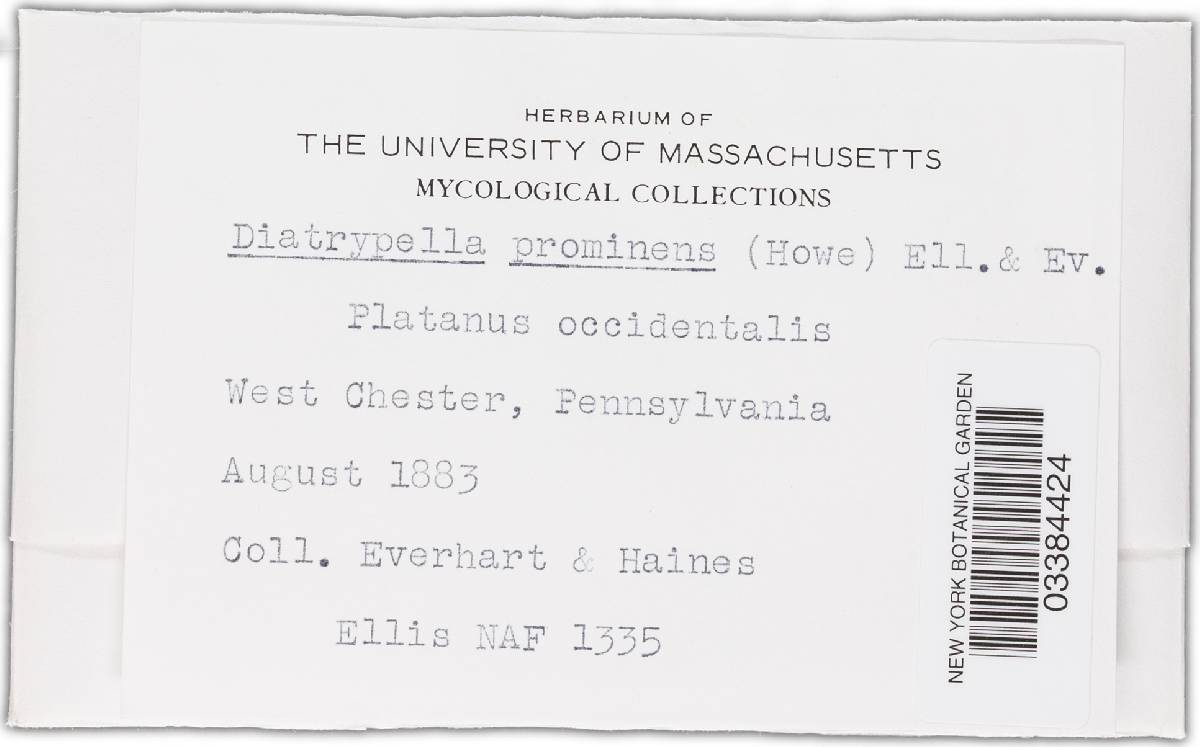 HERBARIUM OF
THE UNIVERSITY OF MASSACHUSETTS
MYCOLOGICAL COLLECTIONS
Diatrypella prominens (Howe) Ell.& Ev.
Platanus occidentalis
West Chester, Pennsylvania
August 1883
Coll. Everhart & Haines
Ellis NAF 1335
NEW YORK BOTANICAL GARDEN
03384424